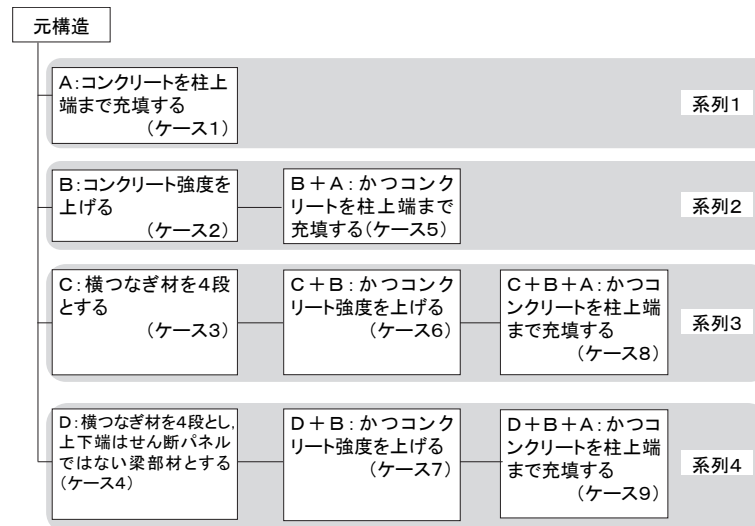 元構造
A:コンクリートを柱上
端まで充填する
(ケース1)
系列1
B:コンクリート強度を
上げる
(ケース2)
B+A:かつコンク
リートを柱上端まで
充填する(ケース5)
系列2
C:横つなぎ材を4段
とする
(ケース3)
C+B:かつコンク
リート強度を上げる
(ケース6)
C+B+A:かつコ
ンクリートを柱上端
まで充填する
(ケース8)
系列3
D:横つなぎ材を4段とし,
上下端はせん断パネル
ではない梁部材とする
(ケース4)
D+B:かつコンク
リート強度を上げる
(ケース7)
D+B+A:かつコ
ンクリートを柱上端
まで充填する
(ケース9)
系列4